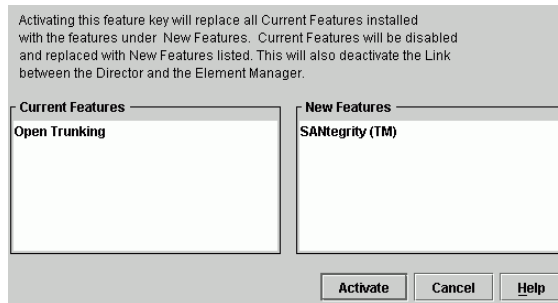 Activating this feature key will replace all Current Features installed
with the features under New Features. Current Features will be disabled
and replaced with New Features listed. This will also deactivate the Link
between the Director and the Element Manager.
Current Features
Open Trunking
New Features
SANtegrity (TM)
Activate
Cancel
Help